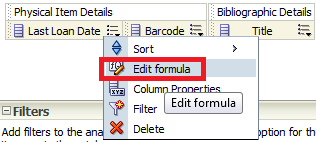 Physical Item Details
Bibliographic Details
Last Loan Date
Barcode
Title
Sort
Edit formula
Column Properties
Filter
Edit formula
Delete
Filters
Add filters to the ana
option for the